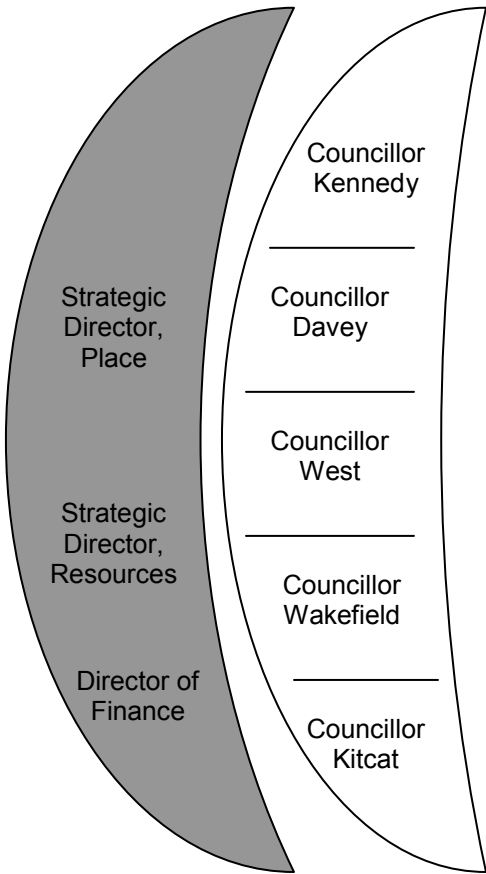 Strategic
Director,
Place
Strategic
Director,
Resources
Director of
Finance
Councillor
Kennedy
Councillor
Davey
Councillor
West
Councillor
Wakefield
Councillor
Kitcat